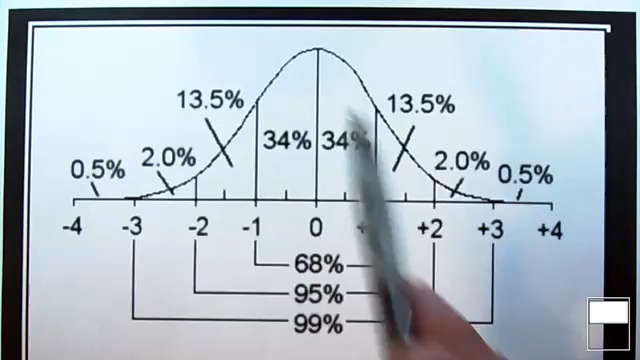 13.5% 13.5%
34% 34%
0.5% 2.0% 2.0% 0.5%
-4 -3 -2 -1 0 +2 +3 +4
68%
95%
99%